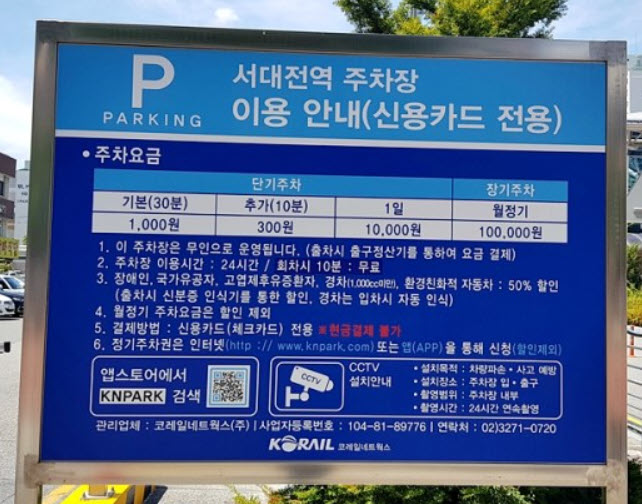 P
PARKING
서대전역 주차장
이용 안내(신용카드 전용)
• 주차요금
단기주차 장기주차
기본(30분) 추가(10분) 1일 월정기
1,000원 300원 10,000원 100,000원
1. 이 주차장은 무인으로 운영됩니다. (출차시 출구정산기를 통하여 요금 결제)
2. 주차장 이용시간 : 24시간 / 회차시 10분 : 무료
3. 장애인, 국가유공자, 고엽제후유증환자, 경차(1,000cc미만), 환경친화적 자동차 : 50% 할인
(출차시 신분증 인식기를 통한 할인, 경차는 입차시 자동 인식)
4. 월정기 주차요금은 할인 제외
5. 결제방법 : 신용카드(체크카드) 전용 ※현금결제 불가
6. 정기주차권은 인터넷(http://www.knpark.com) 또는 앱(APP)을 통해 신청(할인제외)
앱스토어에서
KNPARK 검색
CCTV
CCTV
설치안내
• 설치목적 : 차량파손 · 사고 예방
• 설치장소 : 주차장 입 · 출구
• 촬영범위 : 주차장 내부
• 촬영시간 : 24시간 연속촬영
관리업체 : 코레일네트웍스(주) | 사업자등록번호 : 104-81-89776 | 연락처 : 02)3271-0720
KORAIL 코레일네트웍스